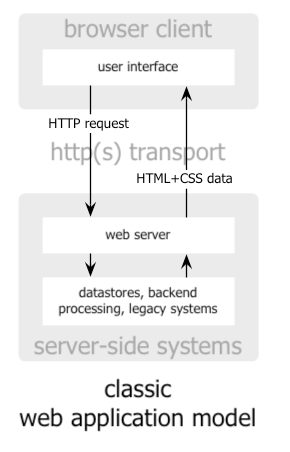 browser client
user interface
HTTP request
http(s) transport
HTML+CSS data
web server
datastores, backend
processing, legacy systems
server-side systems
classic
web application model